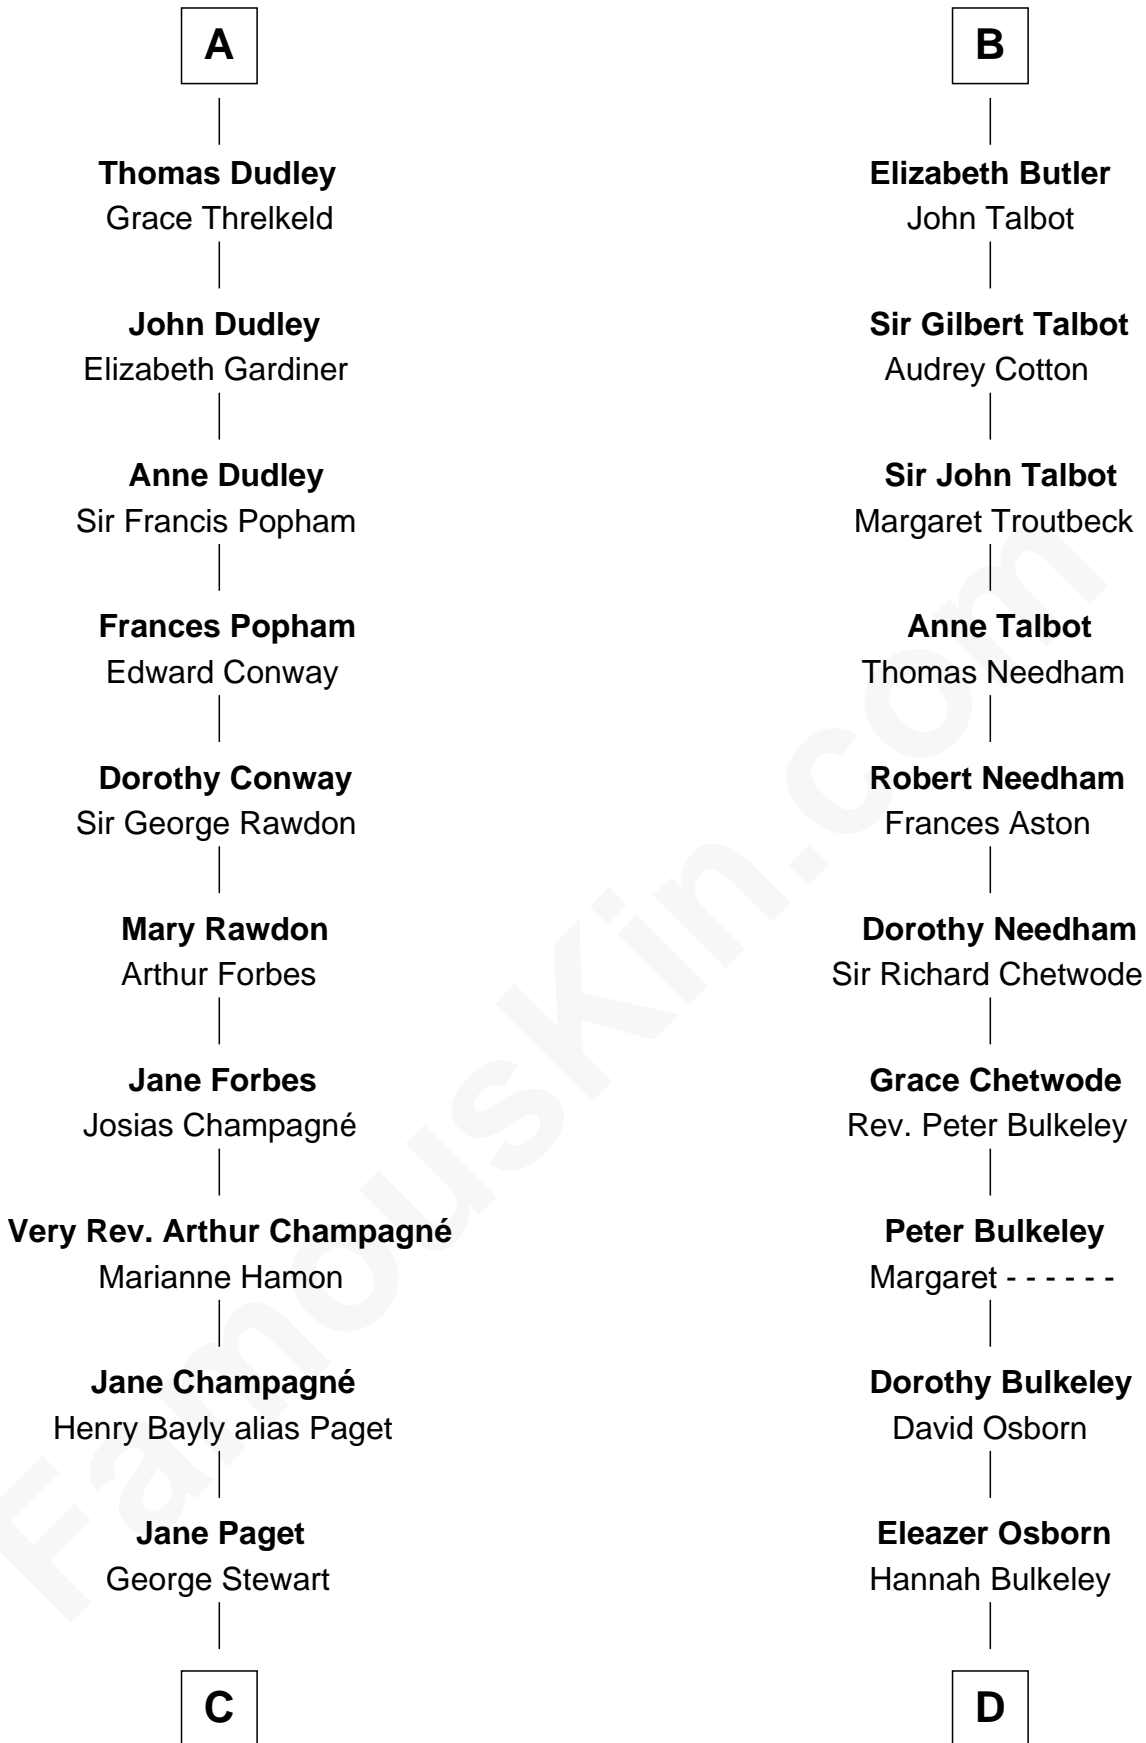 A
Thomas Dudley
Grace Threlkeld
John Dudley
Elizabeth Gardiner
Anne Dudley
Sir Francis Popham
Frances Popham
Edward Conway
Dorothy Conway
Sir George Rawdon
Mary Rawdon
Arthur Forbes
Jane Forbes
Josias Champagné
Very Rev. Arthur Champagné
Marianne Hamon
Jane Champagné
Henry Bayly alias Paget
Jane Paget
George Stewart
C
B
Elizabeth Butler
John Talbot
Sir Gilbert Talbot
Audrey Cotton
Sir John Talbot
Margaret Troutbeck
Anne Talbot
Thomas Needham
Robert Needham
Frances Aston
Dorothy Needham
Sir Richard Chetwode
Grace Chetwode
Rev. Peter Bulkeley
Peter Bulkeley
Margaret - - - - - -
Dorothy Bulkeley
David Osborn
Eleazer Osborn
Hannah Bulkeley
D
FamousKin.com